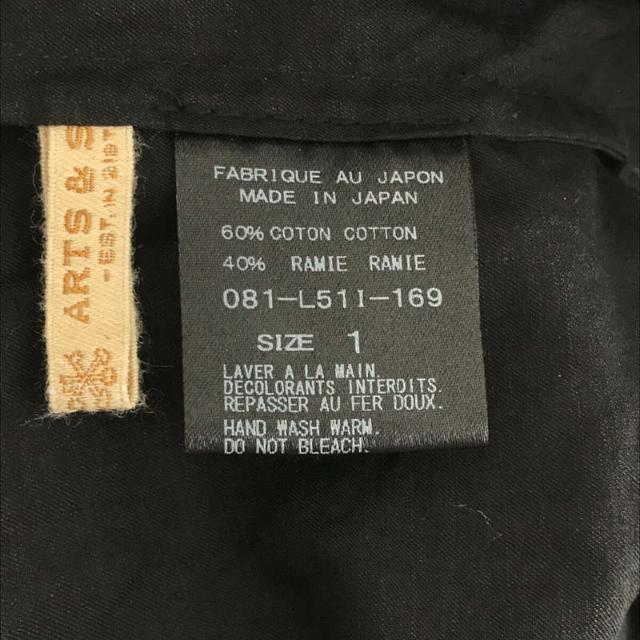 ARTS & S
-EST. IN
FABRIQUE AU JAPON
MADE IN JAPAN
60% COTON COTTON
40% RAMIE RAMIE
081-L51I-169
SIZE 1
LAVER A LA MAIN.
DECOLORANTS INTERDITS.
REPASSER AU FER DOUX.
HAND WASH WARM.
DO NOT BLEACH.